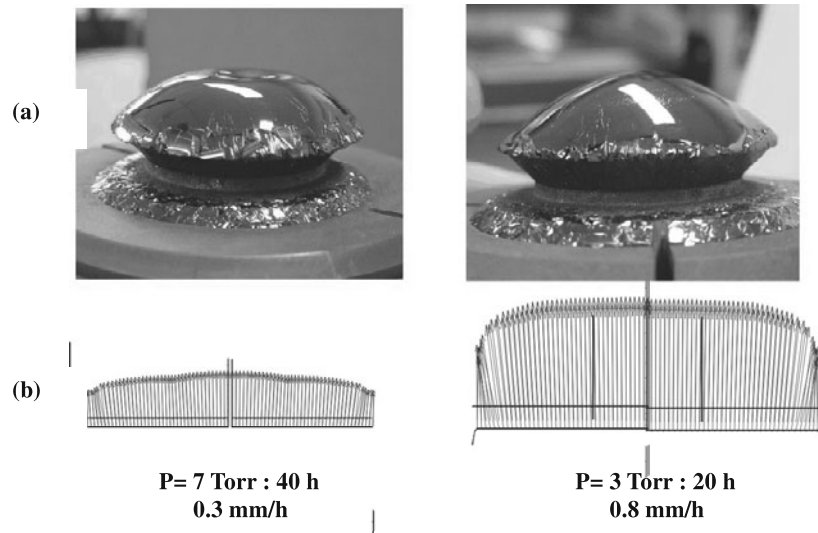 (a)
(b)
P= 7 Torr : 40 h
0.3 mm/h
P= 3 Torr : 20 h
0.8 mm/h